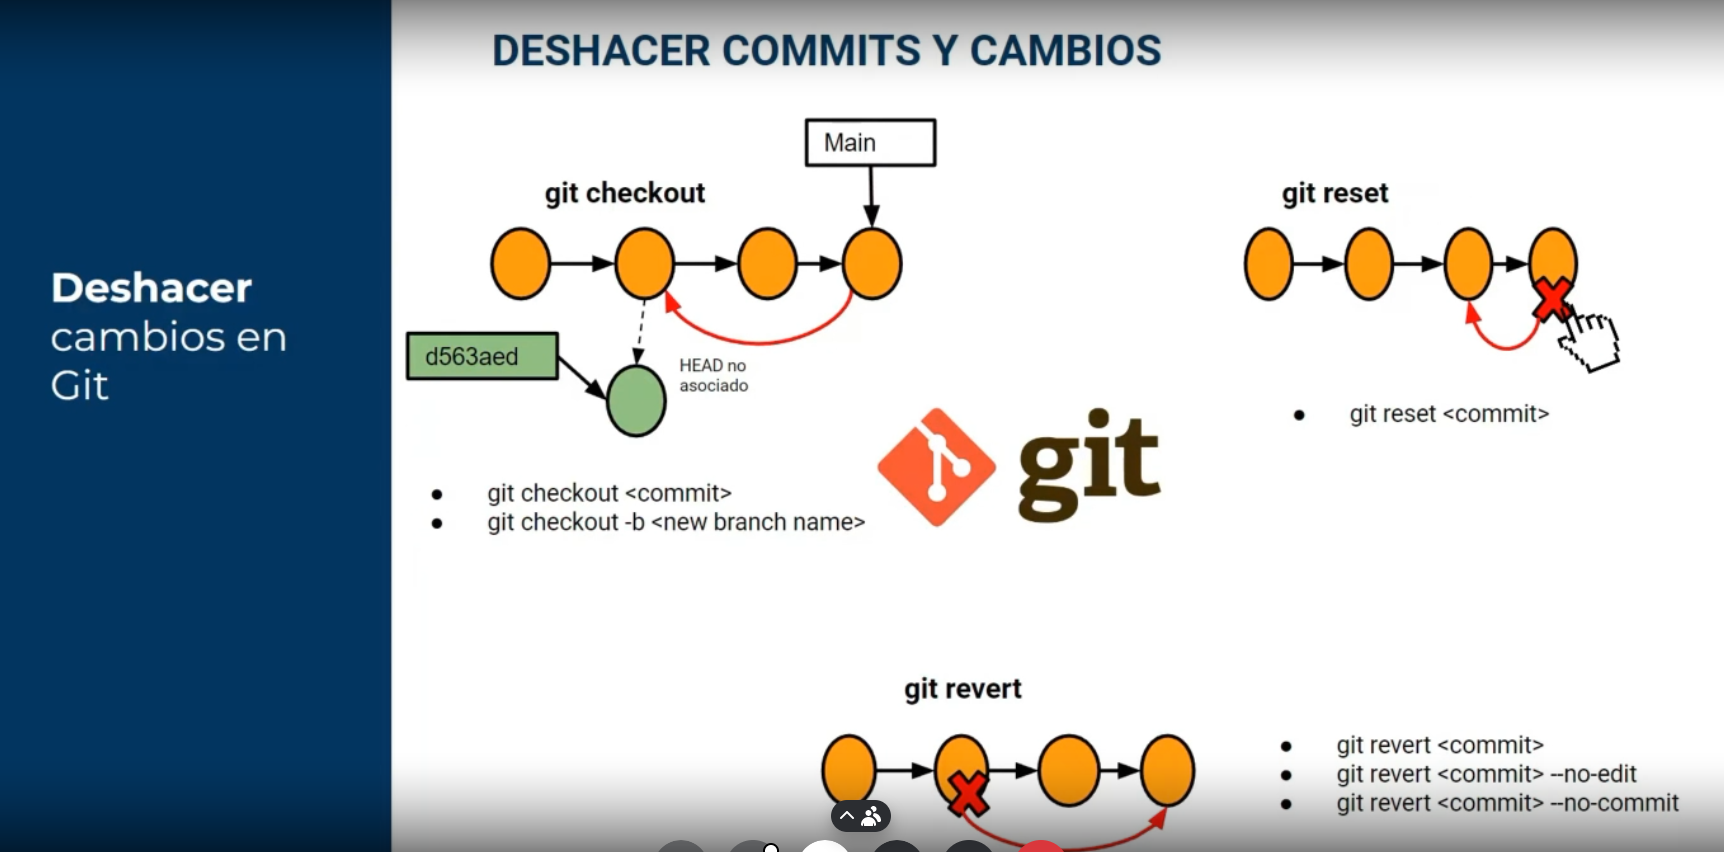 DESHACER COMMITS Y CAMBIOS
Deshacer
cambios en
Git
Main
git checkout
d563aed
HEAD no
asociado
git checkout <commit>
git checkout -b <new branch name>
git
git reset
git reset <commit>
git revert
git revert <commit>
git revert <commit> --no-edit
git revert <commit> --no-commit